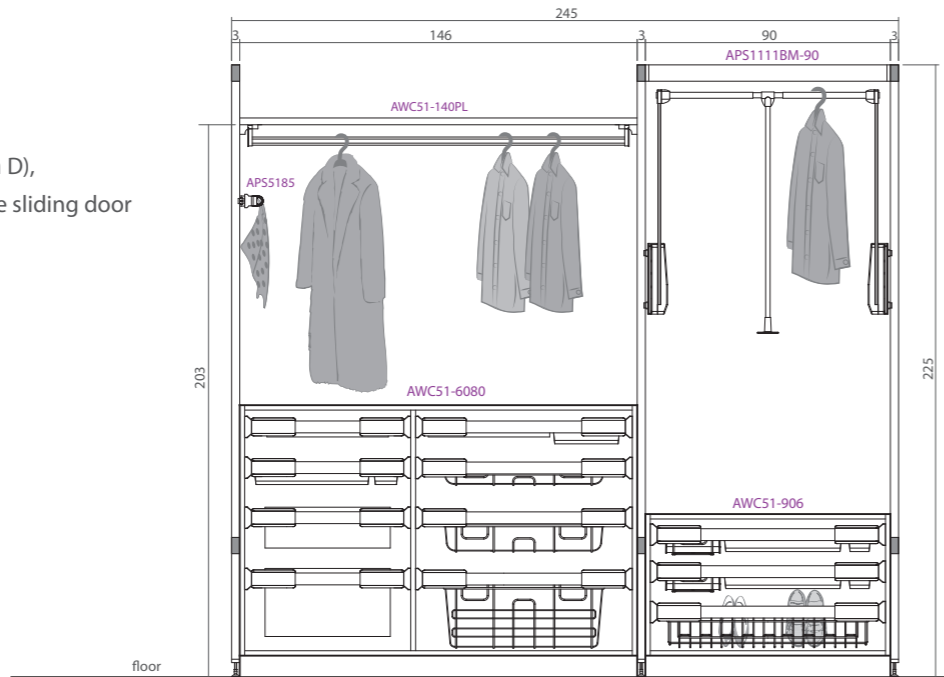 245
3 146 3 90 3
APS1111BM-90
AWC51-140PL
D),
APS5185
sliding door
203
225
AWC51-6080
AWC51-906
floor